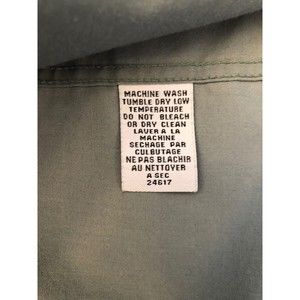 MACHINE WASH
TUMBLE DRY LOW
TEMPERATURE
DO NOT BLEACH
OR DRY CLEAN
LAVER A LA
MACHINE
SECHAGE PAR
CULBUTAGE
NE PAS BLACHIR
AU NETTOYER
A SEC
24617